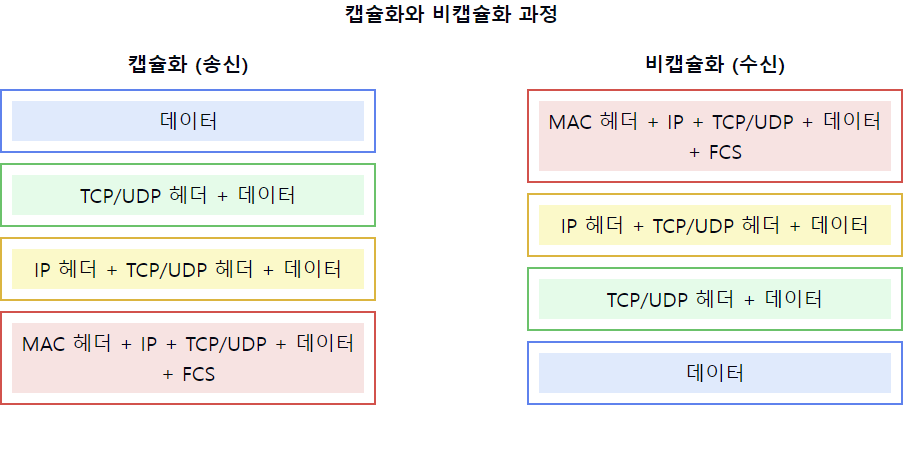 캡슐화와 비캡슐화 과정
캡슐화 (송신)
데이터
TCP/UDP 헤더 + 데이터
IP 헤더 + TCP/UDP 헤더 + 데이터
MAC 헤더 + IP + TCP/UDP + 데이터
+ FCS
비캡슐화 (수신)
MAC 헤더 + IP + TCP/UDP + 데이터
+ FCS
IP 헤더 + TCP/UDP 헤더 + 데이터
TCP/UDP 헤더 + 데이터
데이터